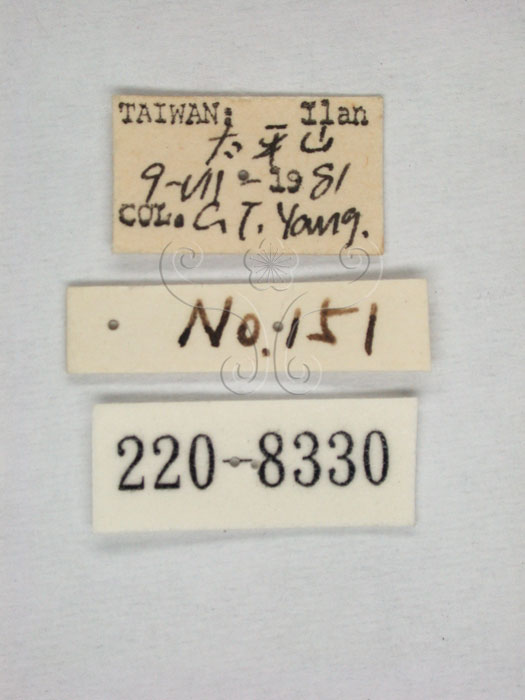 TAIWAN: Ilan
太平山
9-VII-1981
COL. C. T. Yang.
No. 151
220-8330